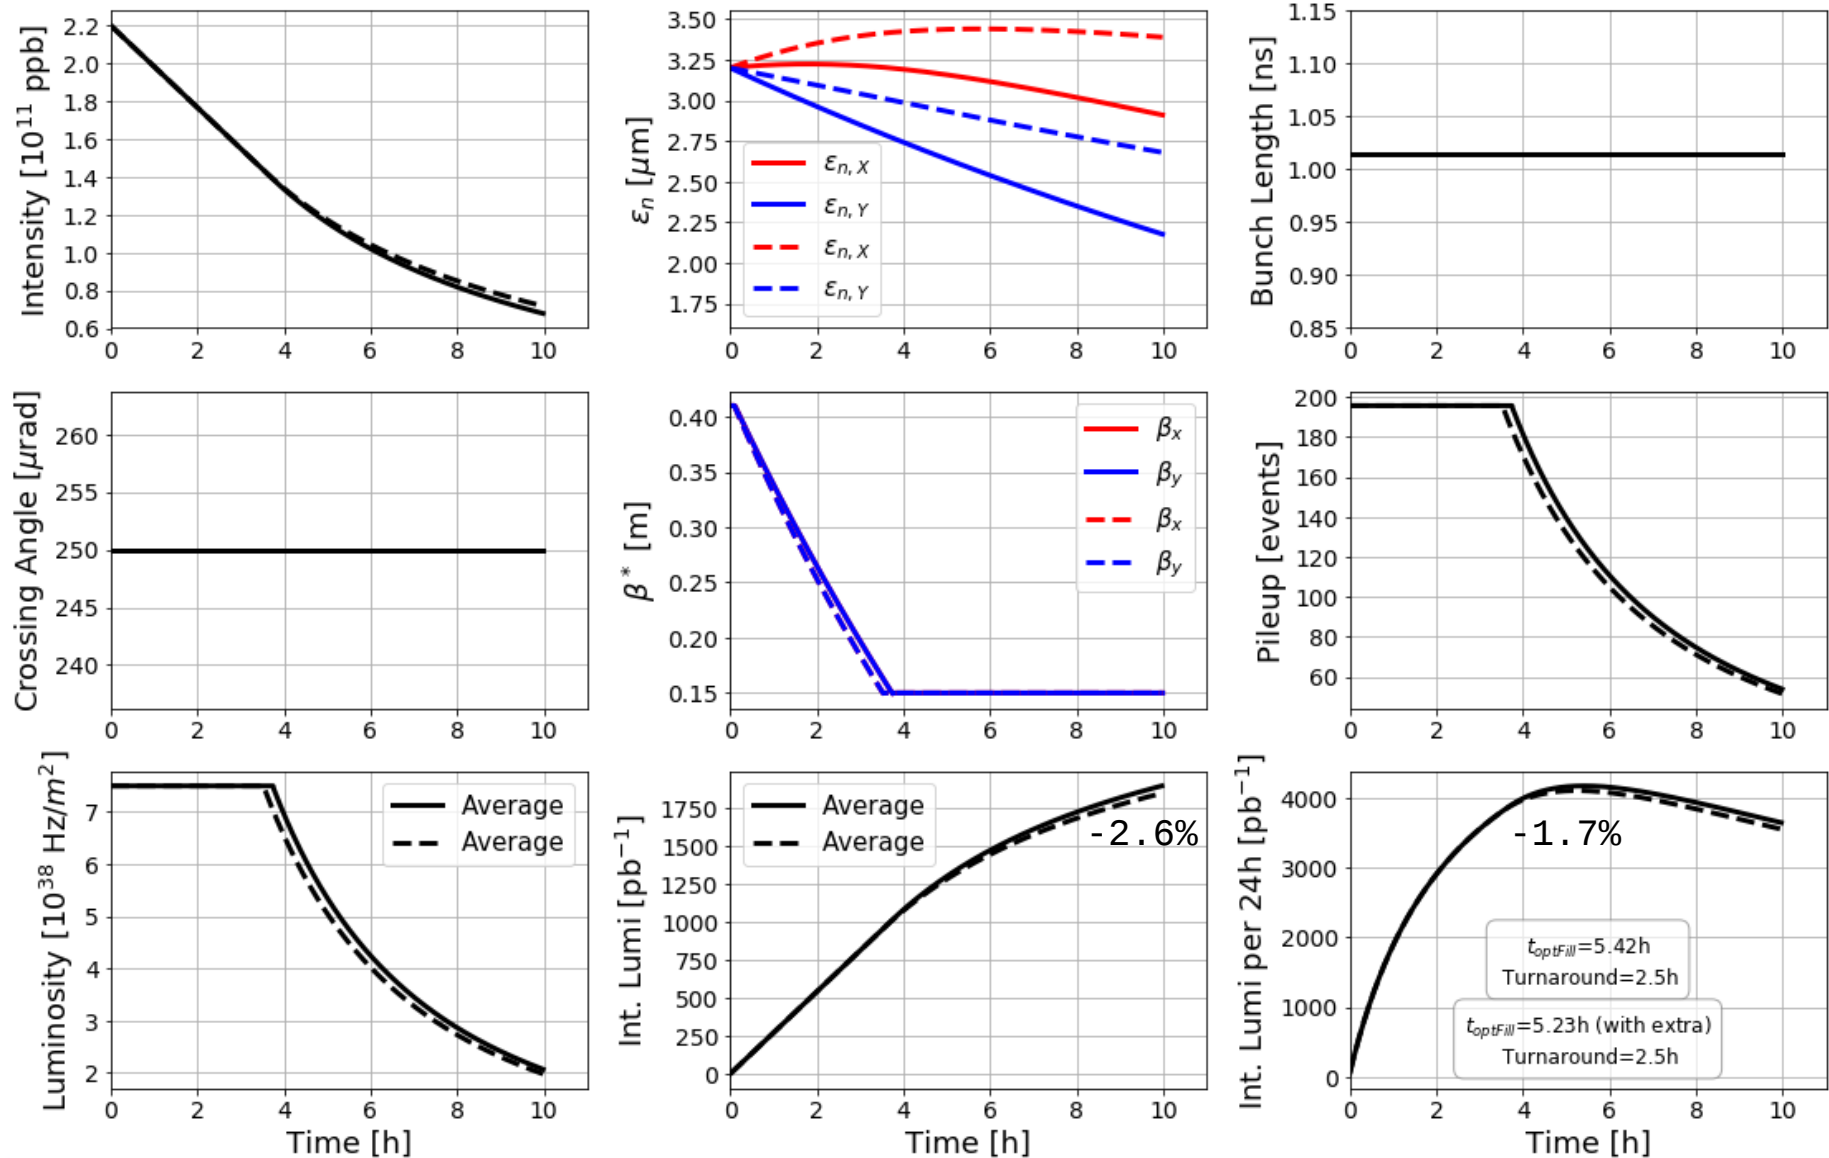 Intensity [10¹¹ ppb]
2.2
2.0
1.8
1.6
1.4
1.2
1.0
0.8
0.6
0 2 4 6 8 10
εn [μm]
3.50
3.25
3.00
2.75
2.50
2.25
2.00
1.75
εn, X
εn, Y
εn, X
εn, Y
0 2 4 6 8 10
Bunch Length [ns]
1.15
1.10
1.05
1.00
0.95
0.90
0.85
0 2 4 6 8 10
Crossing Angle [μrad]
260
255
250
245
240
0 2 4 6 8 10
β* [m]
0.40
0.35
0.30
0.25
0.20
0.15
βx
βy
βx
βy
0 2 4 6 8 10
Pileup [events]
200
180
160
140
120
100
80
60
0 2 4 6 8 10
Luminosity [10³⁸ Hz/m²]
7
6
5
4
3
2
Average
Average
0 2 4 6 8 10
Time [h]
Int. Lumi [pb⁻¹]
1750
1500
1250
1000
750
500
250
0
Average
Average
-2.6%
0 2 4 6 8 10
Time [h]
Int. Lumi per 24h [pb⁻¹]
4000
3000
2000
1000
0
-1.7%
toptFill=5.42h
Turnaround=2.5h
toptFill=5.23h (with extra)
Turnaround=2.5h
0 2 4 6 8 10
Time [h]